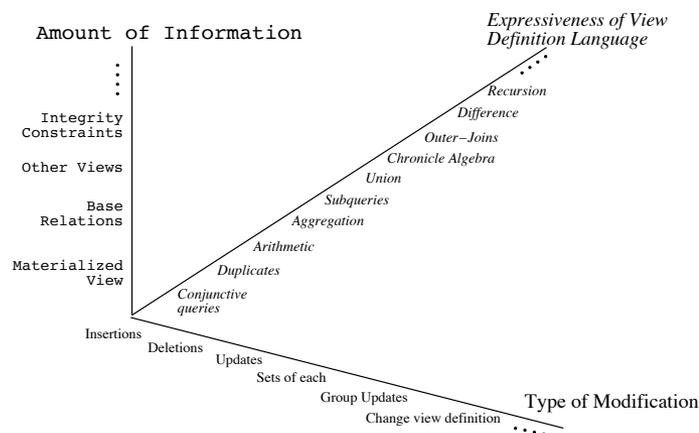 Amount of Information
Expressiveness of View
Definition Language
Recursion
Difference
Outer−Joins
Chronicle Algebra
Union
Subqueries
Aggregation
Arithmetic
Duplicates
Conjunctive
queries
Integrity
Constraints
Other Views
Base
Relations
Materialized
View
Insertions
Deletions
Updates
Sets of each
Group Updates
Change view definition
Type of Modification